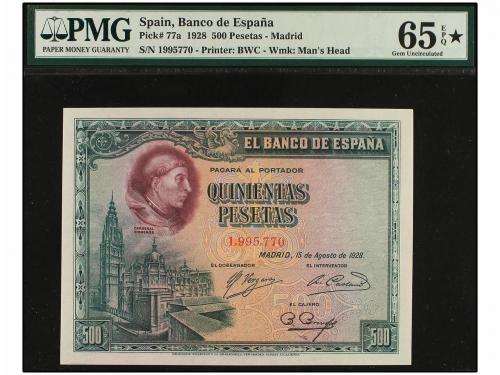 PMG
PAPER MONEY GUARANTY
Spain, Banco de España
Pick# 77a 1928 500 Pesetas - Madrid
S/N 1995770 - Printer: BWC - Wmk: Man's Head
65 EPQ ★
Gem Uncirculated
EL BANCO DE ESPAÑA
PAGARÁ AL PORTADOR
QUINIENTAS
PESETAS
1.995.770
CARDENAL
CISNEROS
MADRID, 15 de Agosto de 1928.
EL GOBERNADOR
EL INTERVENTOR
EL CAJERO
500
500